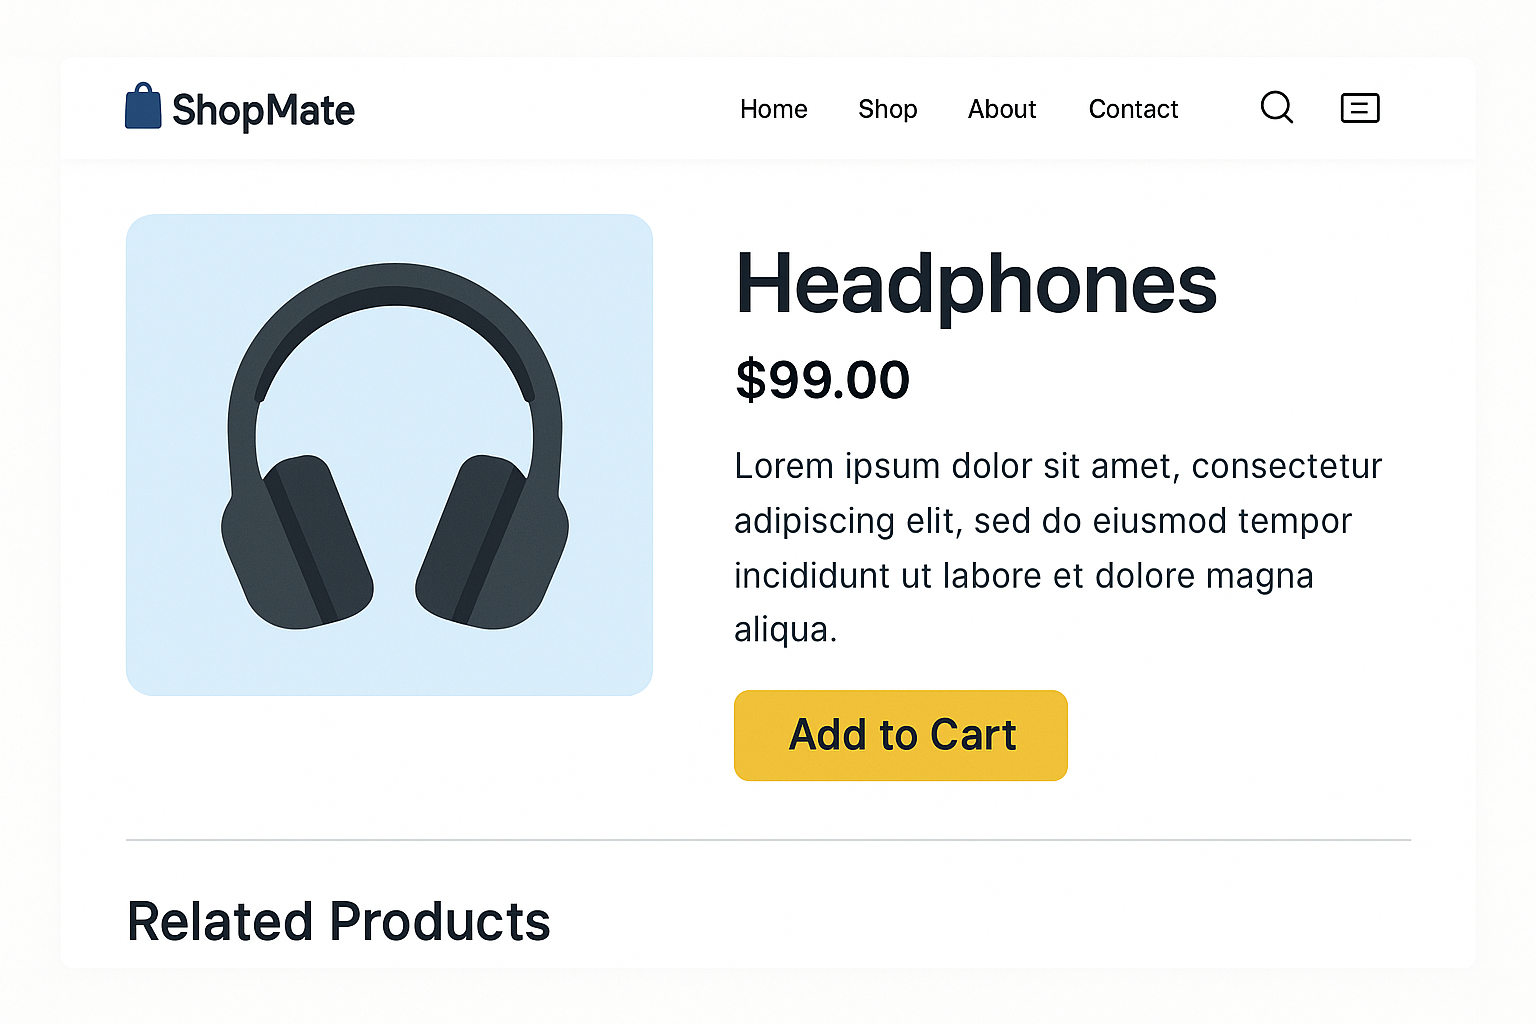 ShopMate
Home Shop About Contact
Headphones
$99.00
Lorem ipsum dolor sit amet, consectetur
adipiscing elit, sed do eiusmod tempor
incididunt ut labore et dolore magna
aliqua.
Add to Cart
Related Products